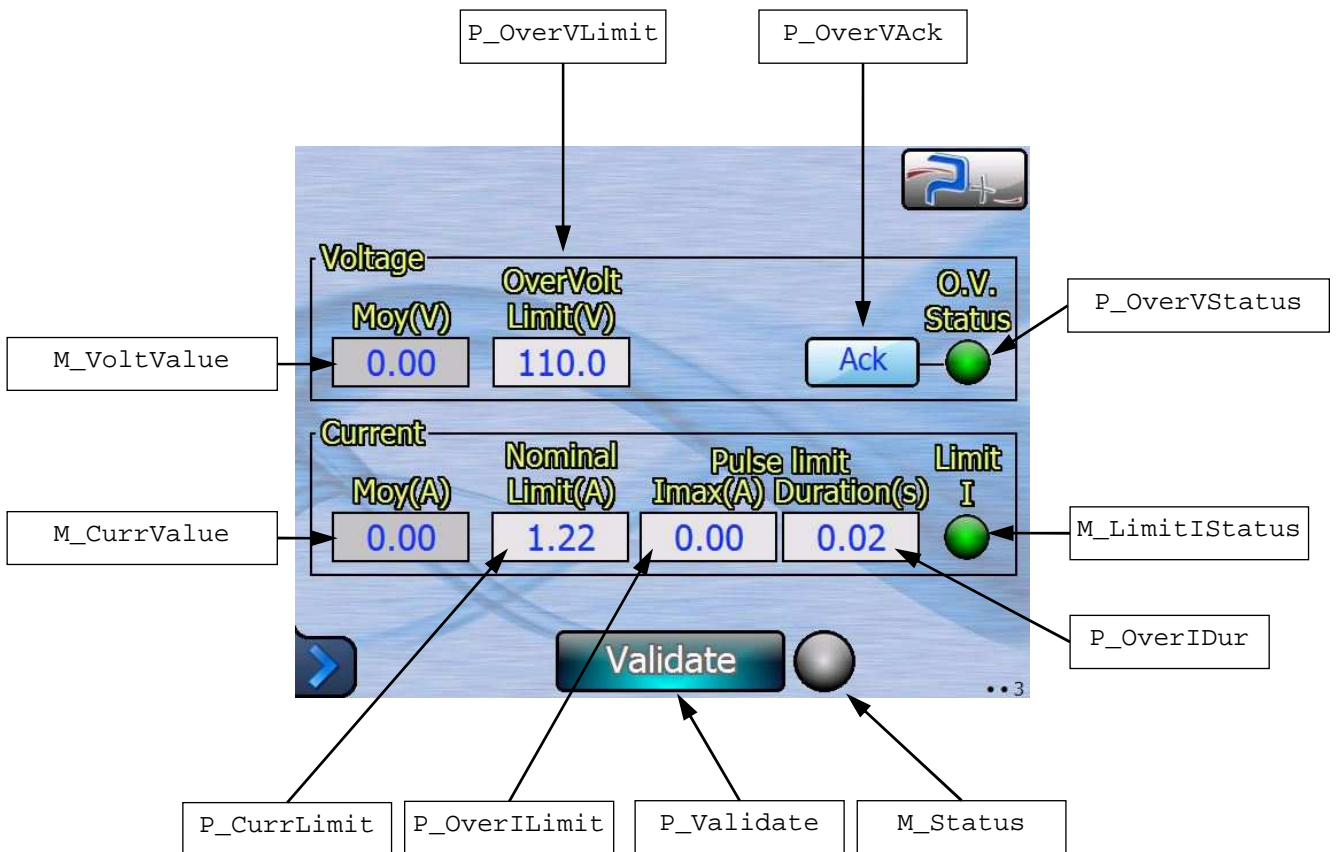 P_OverVLimit
P_OverVAck
Voltage
OverVolt
Limit(V)
Moy(V)
O.V.
Status
P_OverVStatus
M_VoltValue
0.00
110.0
Ack
Current
Nominal
Limit(A)
Moy(A)
Pulse limit
Imax(A) Duration(s)
Limit
I
M_CurrValue
0.00
1.22
0.00
0.02
M_LimitIStatus
P_OverIDur
Validate
••3
P_CurrLimit
P_OverILimit
P_Validate
M_Status